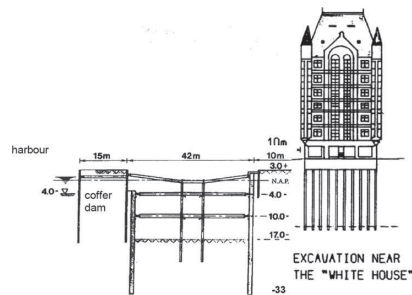 10m
harbour
15m 42m 10m
3.0+
N.A.P.
4.0- coffer 4.0-
dam
10.0-
17.0-
-33
EXCAVATION NEAR
THE "WHITE HOUSE"